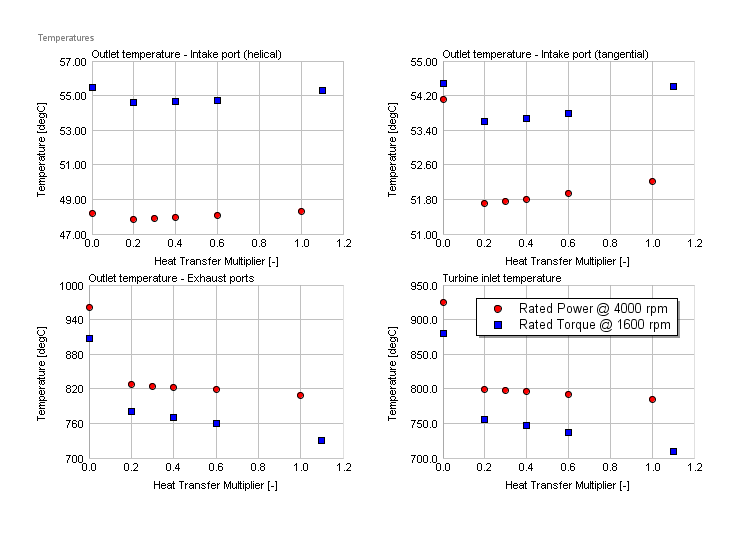 Temperatures
Outlet temperature - Intake port (helical)
57.00
55.00
53.00
51.00
49.00
47.00
0.0 0.2 0.4 0.6 0.8 1.0 1.2
Temperature [degC]
Heat Transfer Multiplier [-]
Outlet temperature - Intake port (tangential)
55.00
54.20
53.40
52.60
51.80
51.00
0.0 0.2 0.4 0.6 0.8 1.0 1.2
Temperature [degC]
Heat Transfer Multiplier [-]
Outlet temperature - Exhaust ports
1000
940
880
820
760
700
0.0 0.2 0.4 0.6 0.8 1.0 1.2
Temperature [degC]
Heat Transfer Multiplier [-]
Turbine inlet temperature
950.0
900.0
850.0
800.0
750.0
700.0
0.0 0.2 0.4 0.6 0.8 1.0 1.2
Temperature [degC]
Heat Transfer Multiplier [-]
Rated Power @ 4000 rpm
Rated Torque @ 1600 rpm